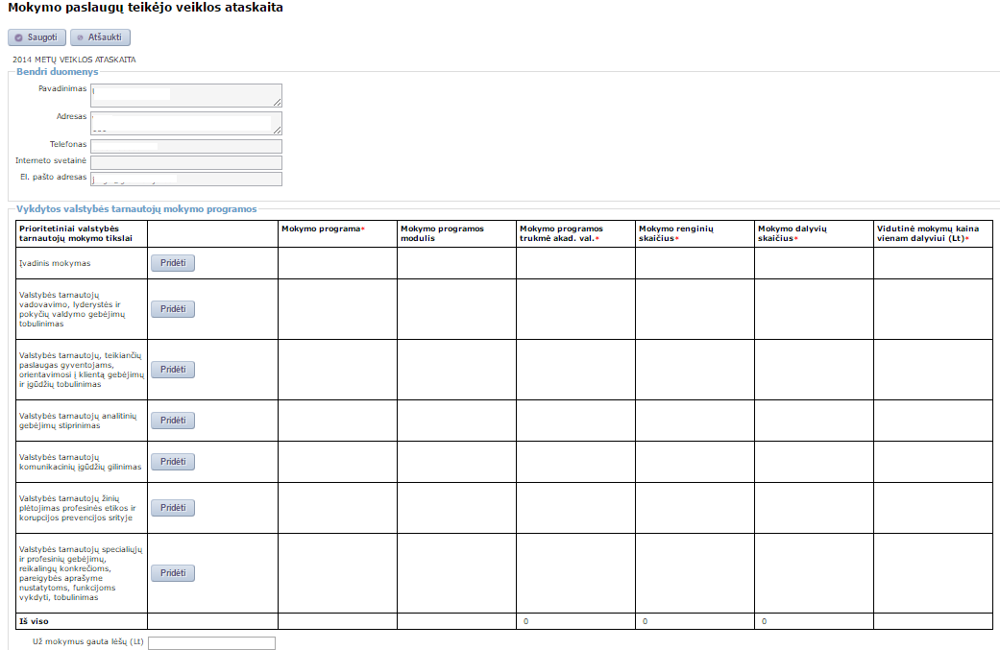 Mokymo paslaugų teikėjo veiklos ataskaita
Saugoti
Atšaukti
2014 METŲ VEIKLOS ATASKAITA
Bendri duomenys
Pavadinimas
Adresas
Telefonas
Interneto svetainė
El. pašto adresas
Vykdytos valstybės tarnautojų mokymo programos
Prioritetiniai valstybės
tarnautojų mokymo tikslai
Mokymo programa*
Mokymo programos
modulis
Mokymo programos
trukmė akad. val.*
Mokymo renginių
skaičius*
Mokymo dalyvių
skaičius*
Vidutinė mokymų kaina
vienam dalyviui (Lt)*
Įvadinis mokymas
Pridėti
Valstybės tarnautojų
vadovavimo, lyderystės ir
pokyčių valdymo gebėjimų
tobulinimas
Pridėti
Valstybės tarnautojų, teikiančių
paslaugas gyventojams,
orientavimosi į klientą gebėjimų
ir įgūdžių tobulinimas
Pridėti
Valstybės tarnautojų analitinių
gebėjimų stiprinimas
Pridėti
Valstybės tarnautojų
komunikacinių įgūdžių gilinimas
Pridėti
Valstybės tarnautojų žinių
plėtojimas profesinės etikos ir
korupcijos prevencijos srityje
Pridėti
Valstybės tarnautojų specialiųjų
ir profesinių gebėjimų,
reikalingų konkrečioms,
pareigybės aprašyme
nustatytoms, funkcijoms
vykdyti, tobulinimas
Pridėti
Iš viso
0
0
0
Už mokymus gauta lėšų (Lt)